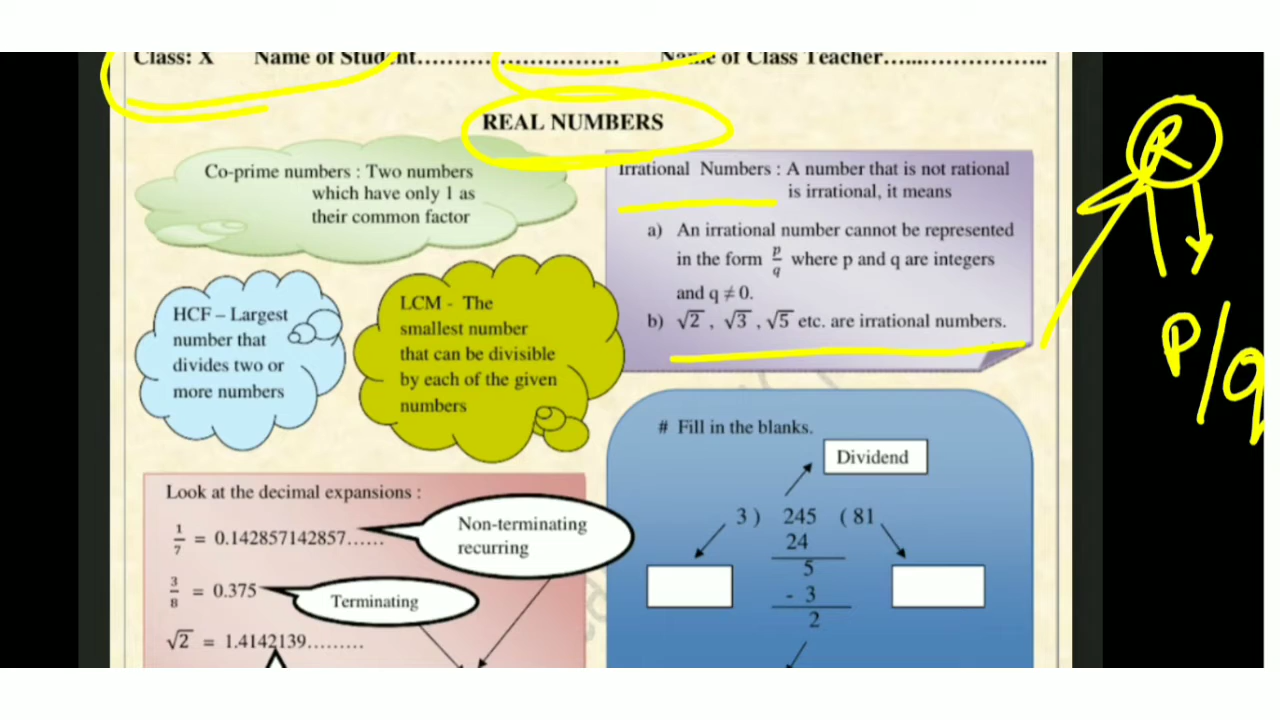 Class: X Name of Student............................... Name of Class Teacher.........................
REAL NUMBERS
Co-prime numbers : Two numbers
which have only 1 as
their common factor
Irrational Numbers : A number that is not rational
is irrational, it means
a) An irrational number cannot be represented
in the form p/q where p and q are integers
and q ≠ 0.
b) √2 , √3 , √5 etc. are irrational numbers.
R
P/q
HCF – Largest
number that
divides two or
more numbers
LCM - The
smallest number
that can be divisible
by each of the given
numbers
# Fill in the blanks.
Dividend
3 ) 245 ( 81
24
5
- 3
2
Look at the decimal expansions :
1/7 = 0.142857142857......
Non-terminating
recurring
3/8 = 0.375
Terminating
√2 = 1.4142139.........